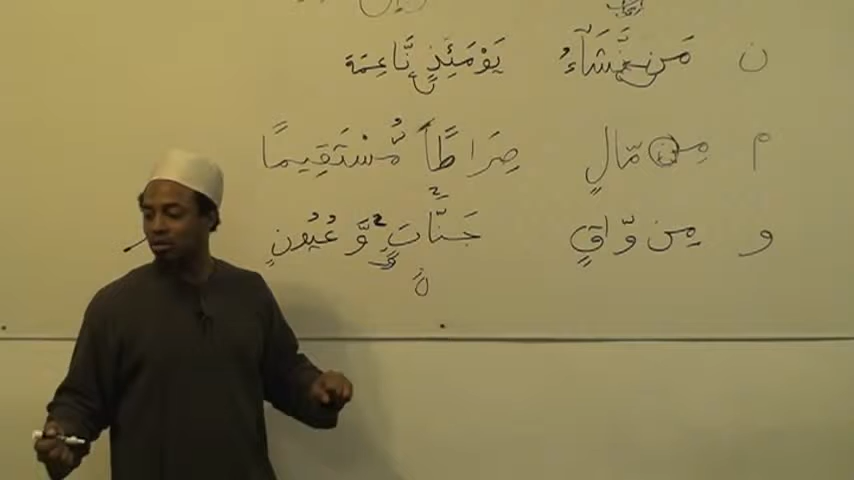 ن مَن نَّشَآءُ يَوْمَئِذٍ نَّاعِمَة
م مِن مَّالٍ صِرَاطًا مُّسْتَقِيمًا
و مِن وَّاقٍ جَنَّاتٍ وَّعُيُونٍ